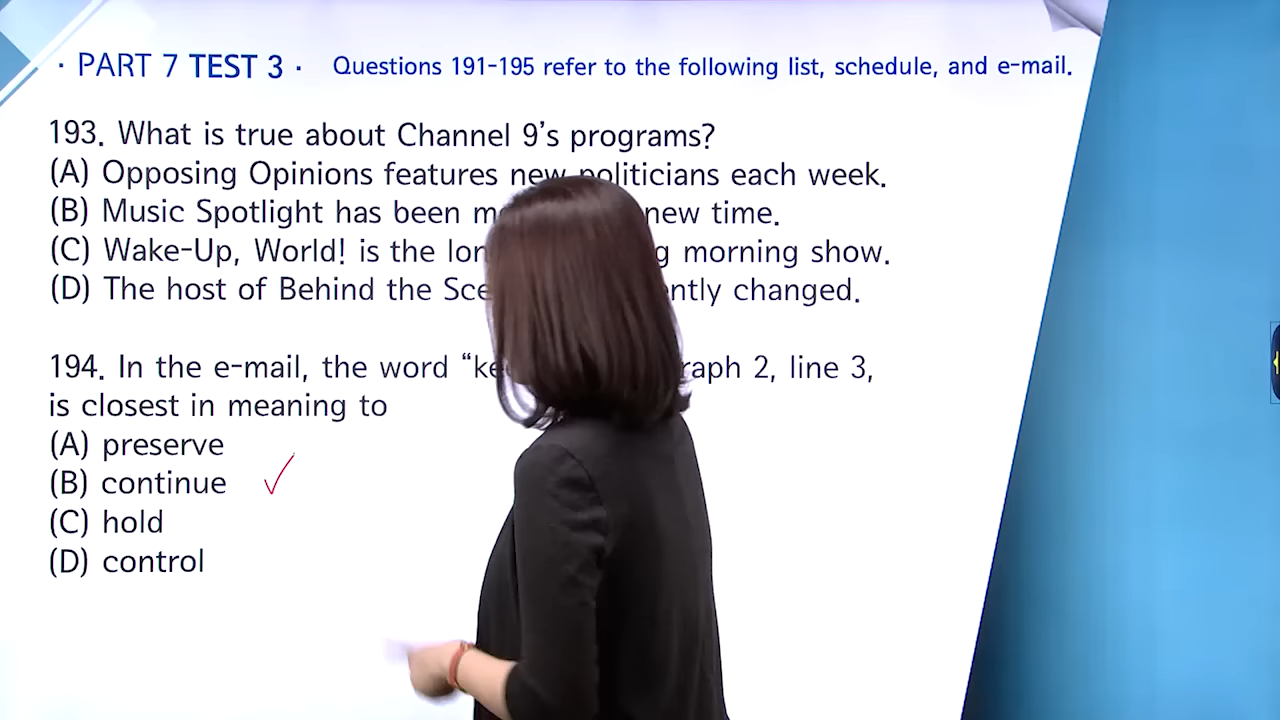 · PART 7 TEST 3 · Questions 191-195 refer to the following list, schedule, and e-mail.
193. What is true about Channel 9's programs?
(A) Opposing Opinions features new politicians each week.
(B) Music Spotlight has been new time.
(C) Wake-Up, World! is the morning show.
(D) The host of Behind the changed.
194. In the e-mail, the word 2, line 3,
is closest in meaning to
(A) preserve
(B) continue
(C) hold
(D) control